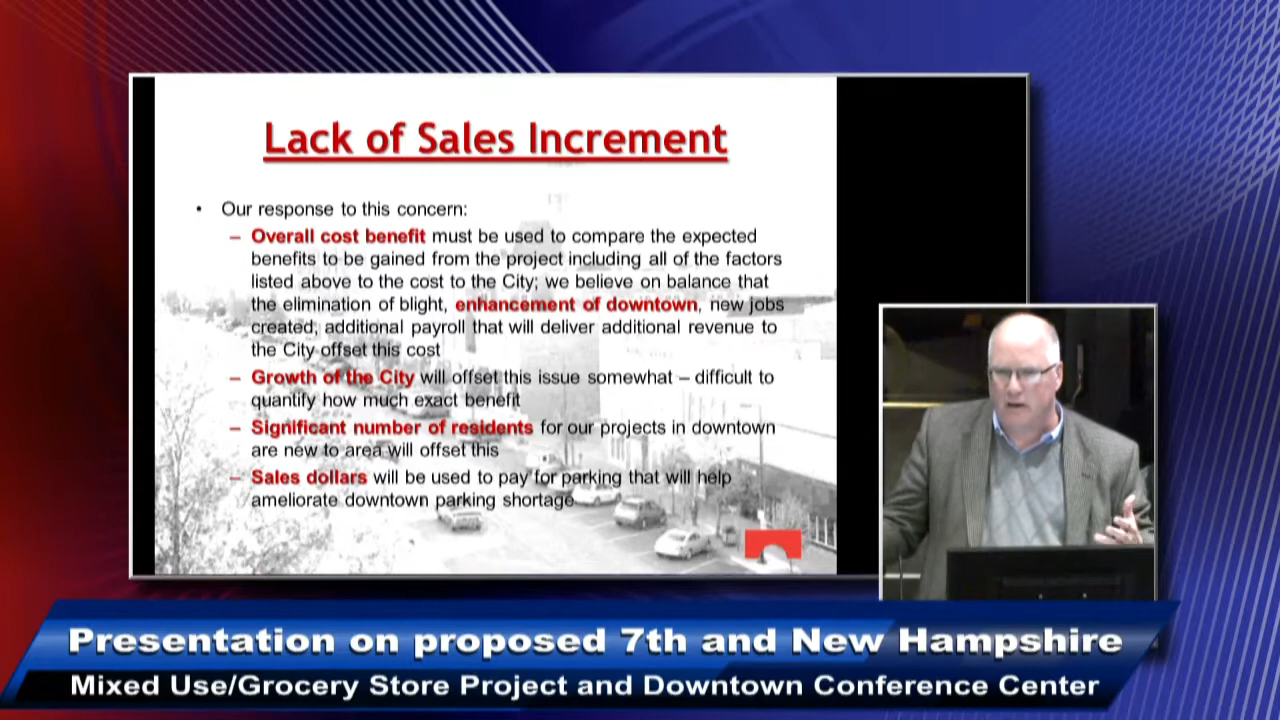 Lack of Sales Increment
• Our response to this concern:
– Overall cost benefit must be used to compare the expected
benefits to be gained from the project including all of the factors
listed above to the cost to the City; we believe on balance that
the elimination of blight, enhancement of downtown, new jobs
created, additional payroll that will deliver additional revenue to
the City offset this cost
– Growth of the City will offset this issue somewhat – difficult to
quantify how much exact benefit
– Significant number of residents for our projects in downtown
are new to area will offset this
– Sales dollars will be used to pay for parking that will help
ameliorate downtown parking shortage
Presentation on proposed 7th and New Hampshire
Mixed Use/Grocery Store Project and Downtown Conference Center